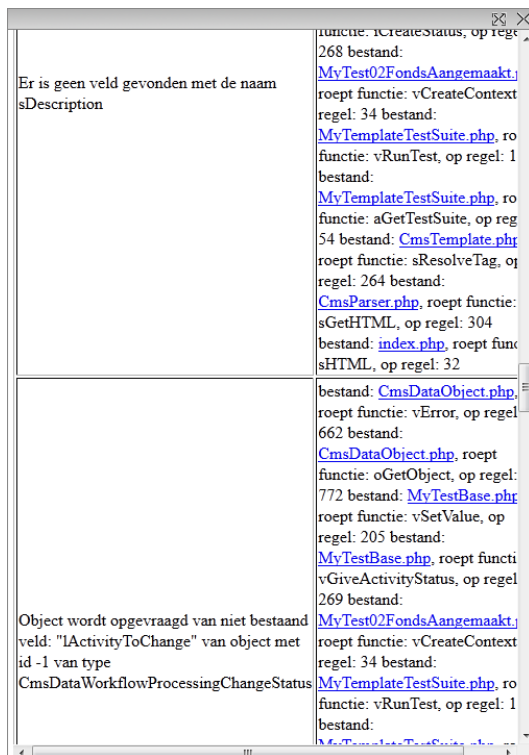 Er is geen veld gevonden met de naam
sDescription
functie: iCreateStatus, op regel:
268 bestand:
MyTest02FondsAangemaakt.p
roept functie: vCreateContext
regel: 34 bestand:
MyTemplateTestSuite.php, ro
functie: vRunTest, op regel: 1
bestand:
MyTemplateTestSuite.php, ro
functie: aGetTestSuite, op reg
54 bestand: CmsTemplate.php
roept functie: sResolveTag, op
regel: 264 bestand:
CmsParser.php, roept functie:
sGetHTML, op regel: 304
bestand: index.php, roept func
sHTML, op regel: 32
Object wordt opgevraagd van niet bestaand
veld: "lActivityToChange" van object met
id -1 van type
CmsDataWorkflowProcessingChangeStatus
bestand: CmsDataObject.php,
roept functie: vError, op regel
662 bestand:
CmsDataObject.php, roept
functie: oGetObject, op regel:
772 bestand: MyTestBase.php
roept functie: vSetValue, op
regel: 205 bestand:
MyTestBase.php, roept functi
vGiveActivityStatus, op regel
269 bestand:
MyTest02FondsAangemaakt.p
roept functie: vCreateContext
regel: 34 bestand:
MyTemplateTestSuite.php, ro
functie: vRunTest, op regel: 1
bestand:
MyTemplateTestSuite.php, ro